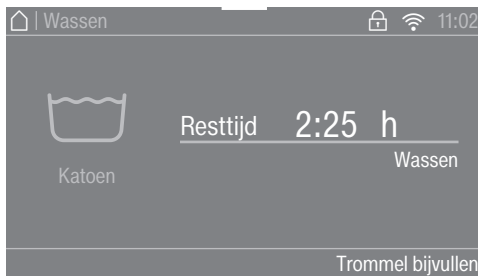 | Wassen 11:02
Resttijd 2:25 h
Wassen
Katoen
Trommel bijvullen